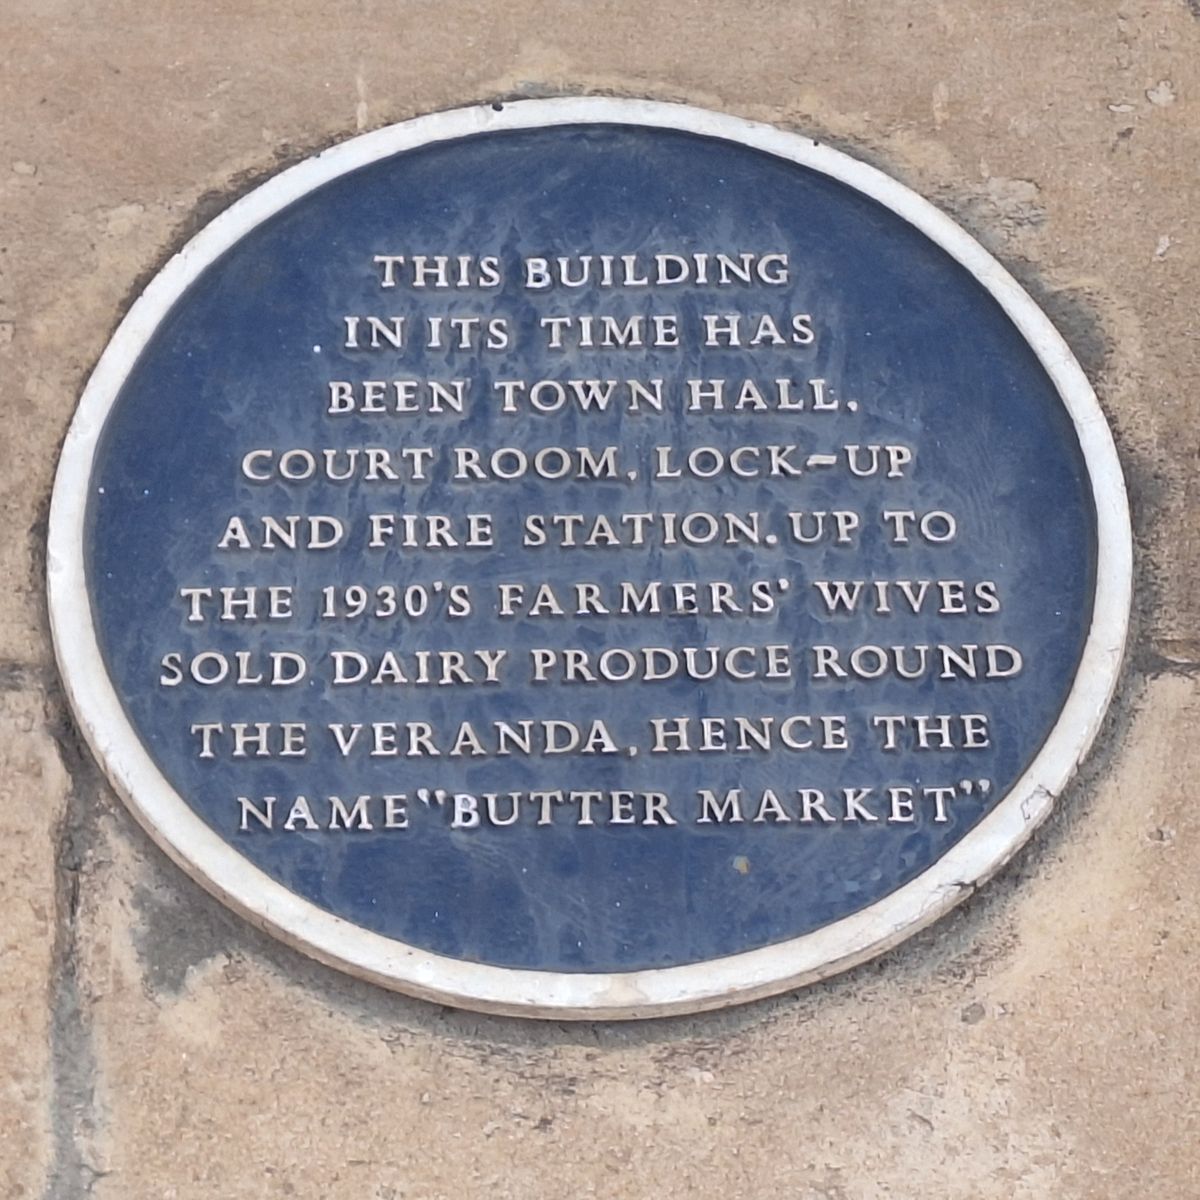 THIS BUILDING
IN ITS TIME HAS
BEEN TOWN HALL,
COURT ROOM, LOCK-UP
AND FIRE STATION. UP TO
THE 1930'S FARMERS' WIVES
SOLD DAIRY PRODUCE ROUND
THE VERANDA, HENCE THE
NAME "BUTTER MARKET"